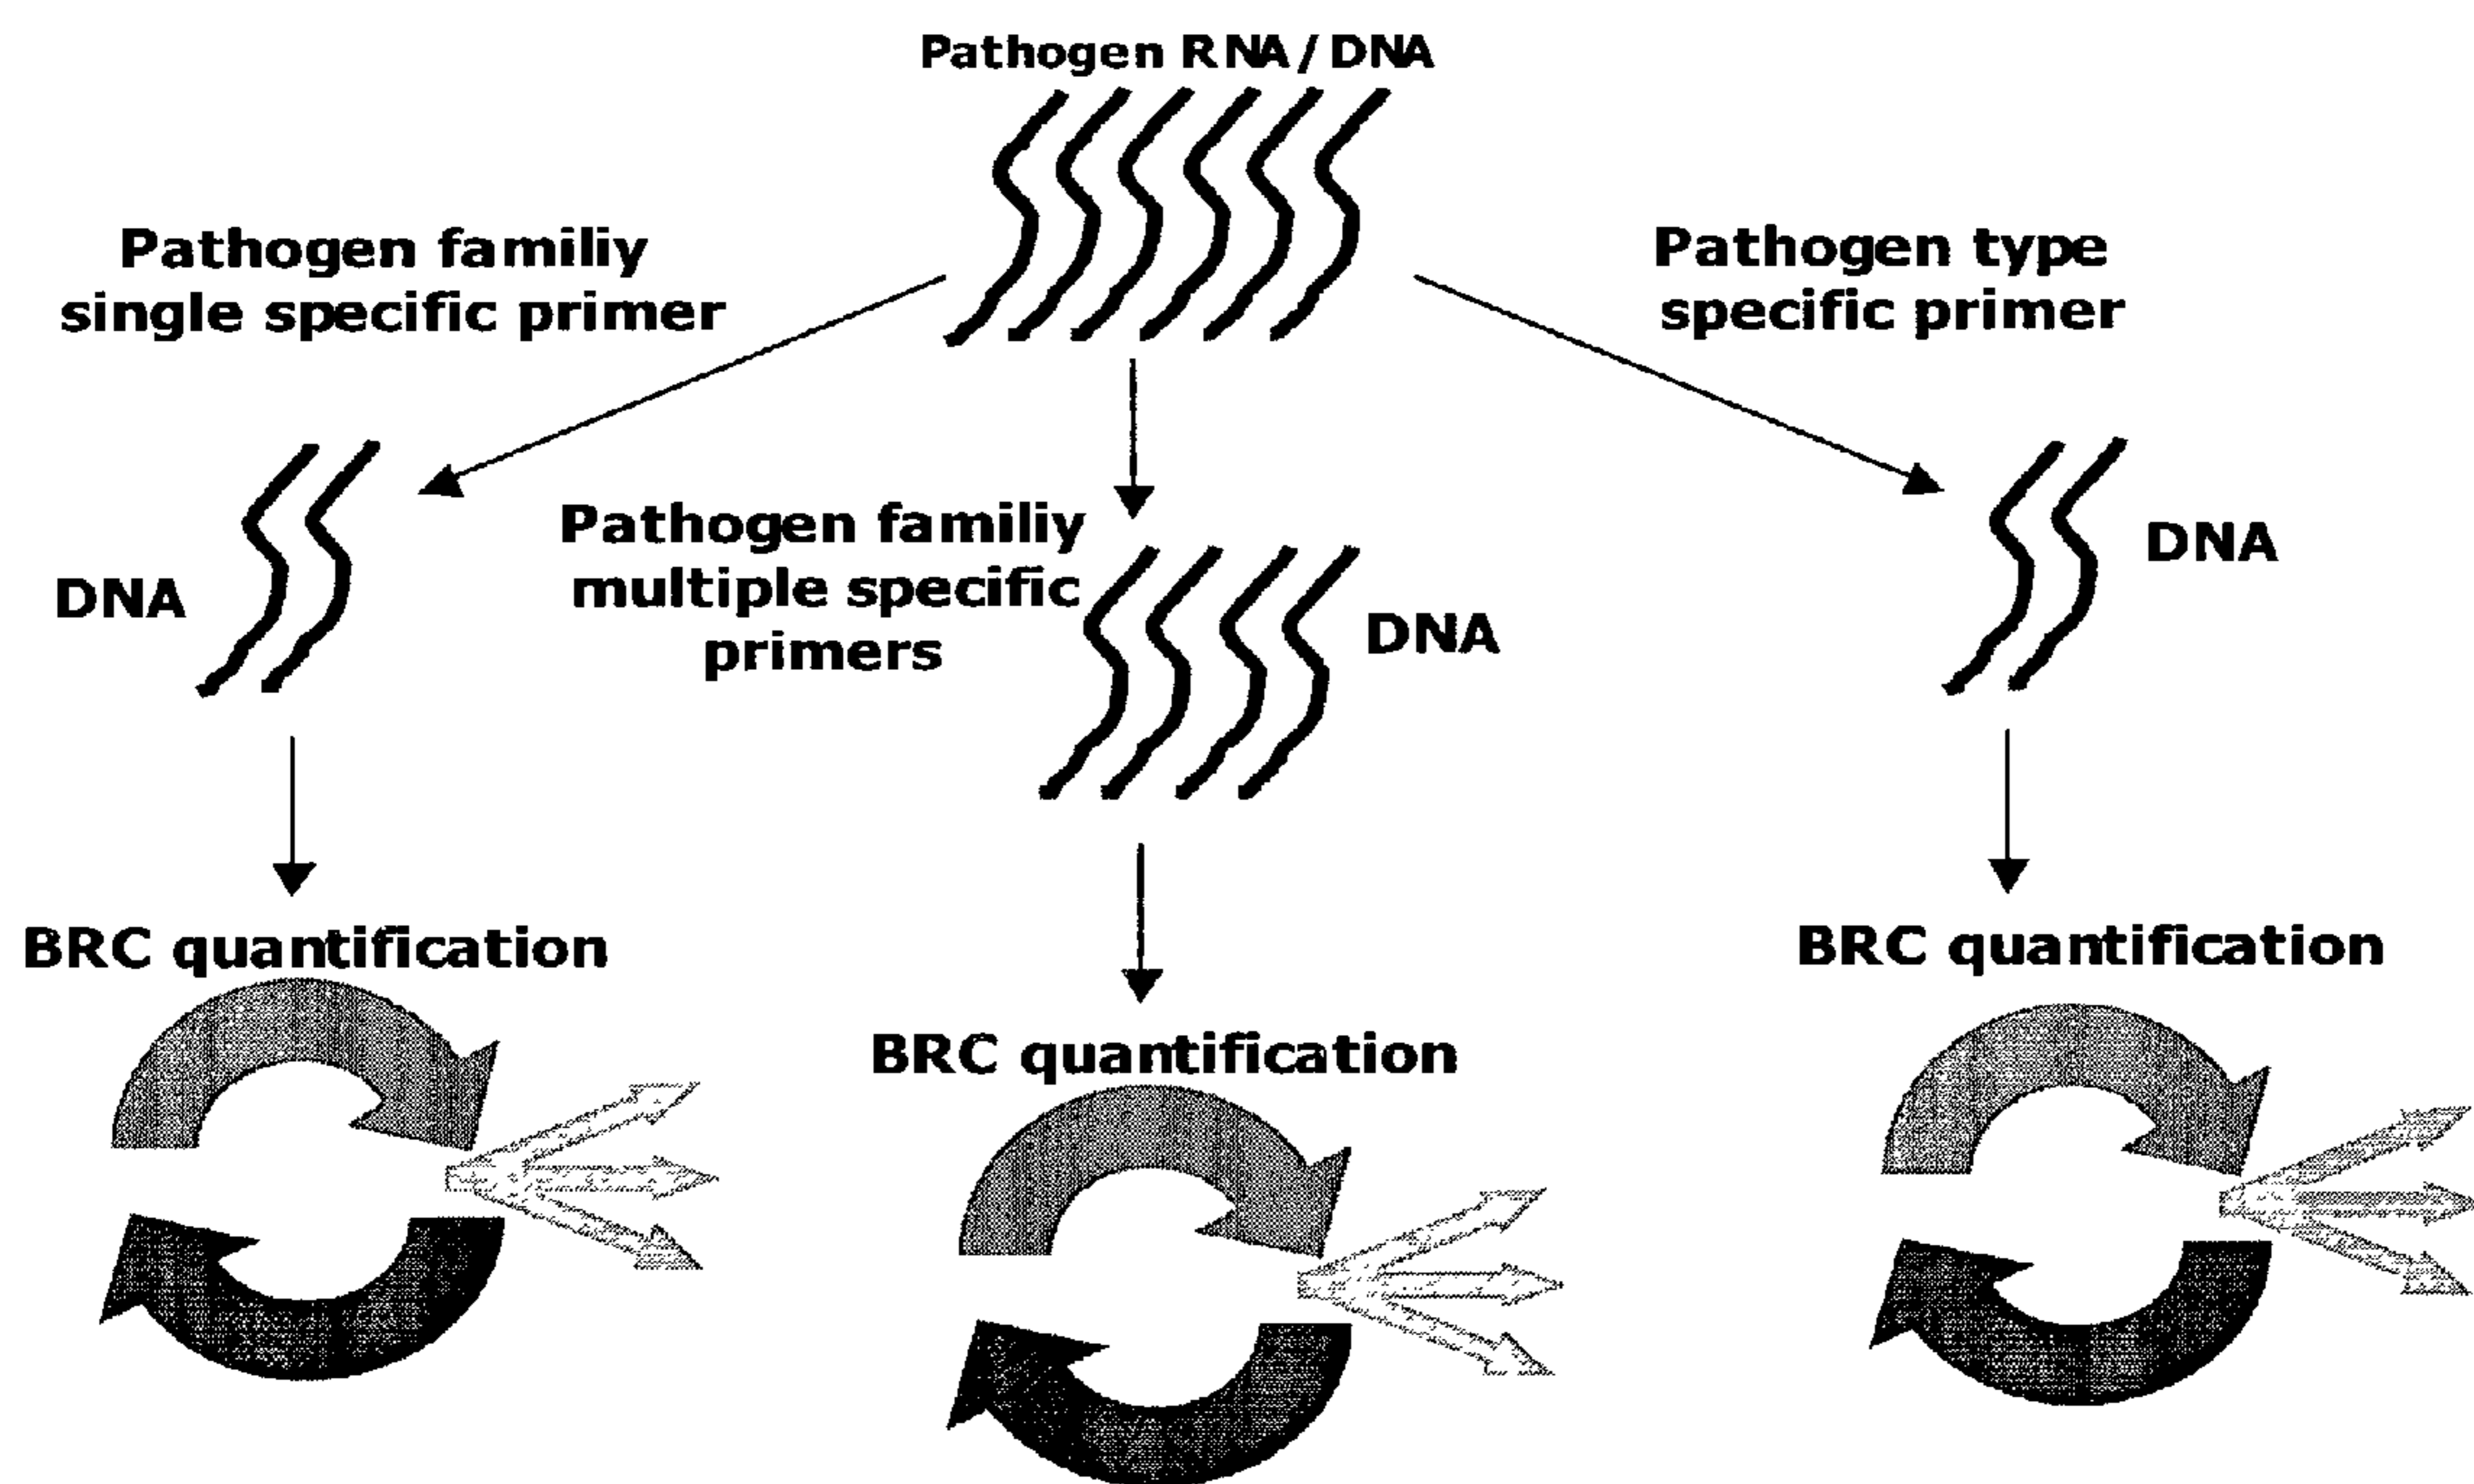 Pathogen RNA/DNA
Pathogen familiy
single specific primer
Pathogen type
specific primer
Pathogen familiy
multiple specific
primers
DNA
DNA
DNA
BRC quantification
BRC quantification
BRC quantification